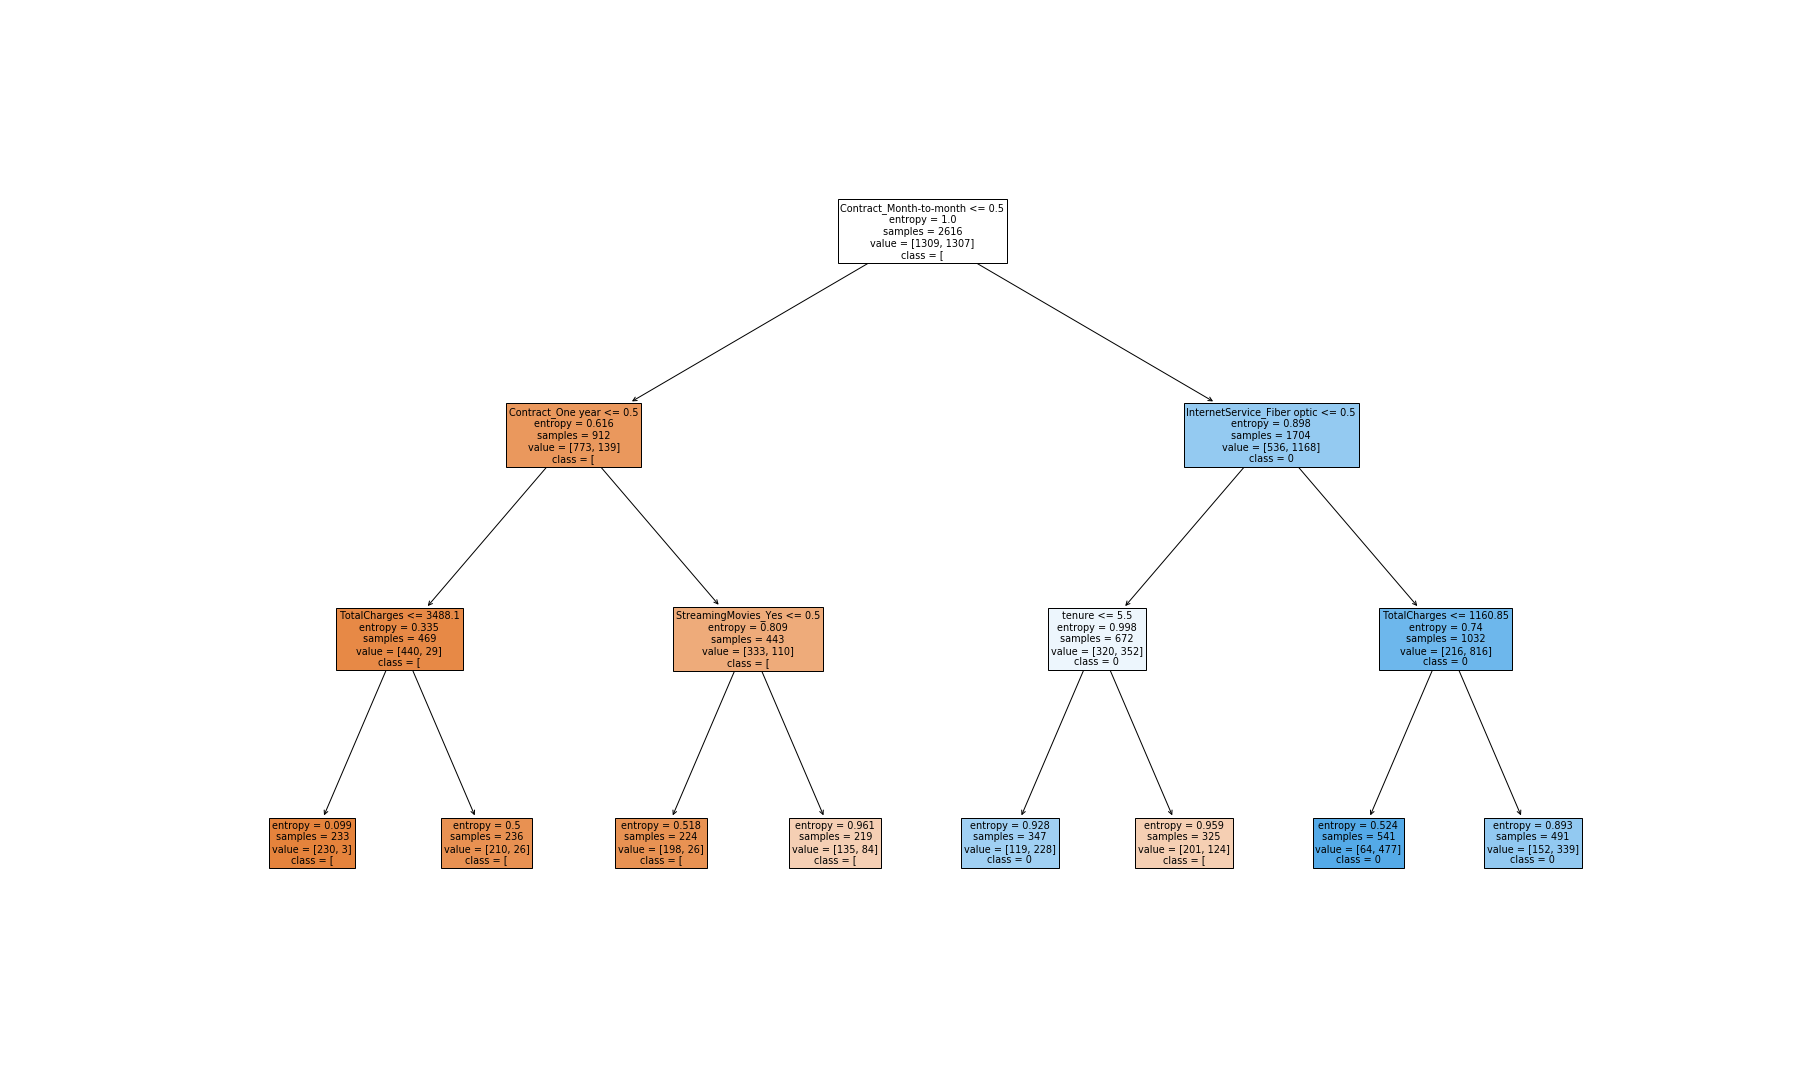 Contract_Month-to-month <= 0.5
entropy = 1.0
samples = 2616
value = [1309, 1307]
class = [
Contract_One year <= 0.5
entropy = 0.616
samples = 912
value = [773, 139]
class = [
InternetService_Fiber optic <= 0.5
entropy = 0.898
samples = 1704
value = [536, 1168]
class = 0
TotalCharges <= 3488.1
entropy = 0.335
samples = 469
value = [440, 29]
class = [
StreamingMovies_Yes <= 0.5
entropy = 0.809
samples = 443
value = [333, 110]
class = [
tenure <= 5.5
entropy = 0.998
samples = 672
value = [320, 352]
class = 0
TotalCharges <= 1160.85
entropy = 0.74
samples = 1032
value = [216, 816]
class = 0
entropy = 0.099
samples = 233
value = [230, 3]
class = [
entropy = 0.5
samples = 236
value = [210, 26]
class = [
entropy = 0.518
samples = 224
value = [198, 26]
class = [
entropy = 0.961
samples = 219
value = [135, 84]
class = [
entropy = 0.928
samples = 347
value = [119, 228]
class = 0
entropy = 0.959
samples = 325
value = [201, 124]
class = [
entropy = 0.524
samples = 541
value = [64, 477]
class = 0
entropy = 0.893
samples = 491
value = [152, 339]
class = 0